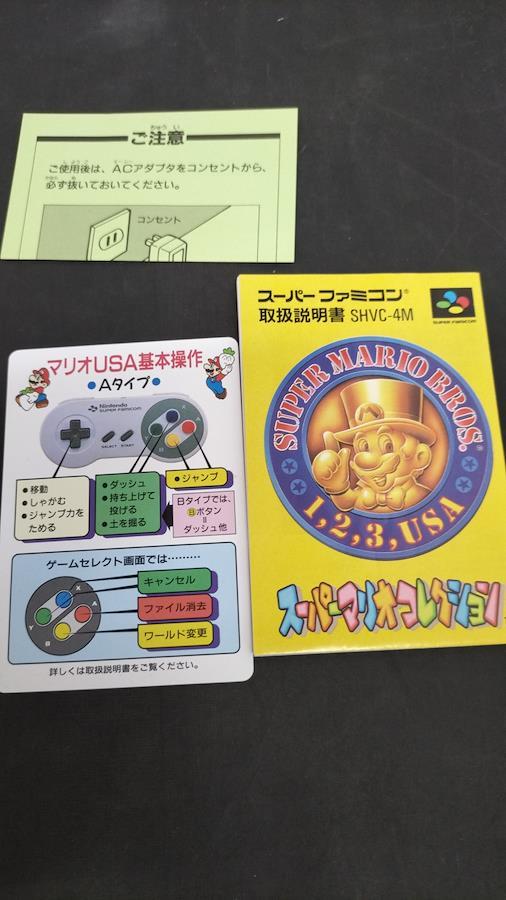 ご注意
ご使用後は、ACアダプタをコンセントから、
必ず抜いておいてください。
コンセント
スーパーファミコン®
取扱説明書 SHVC-4M
SUPER FAMICOM
SUPER MARIO BROS.
1,2,3,USA
スーパーマリオコレクション
マリオUSA基本操作
●Aタイプ●
Nintendo
SUPER FAMICOM
SELECT START
●移動
●しゃがむ
●ジャンプ力を
ためる
●ダッシュ
●持ち上げて
投げる
●土を掘る
●ジャンプ
Bタイプでは、
Bボタン
=
ダッシュ他
ゲームセレクト画面では………
X
A
Y
B
キャンセル
ファイル消去
ワールド変更
詳しくは取扱説明書をご覧ください。